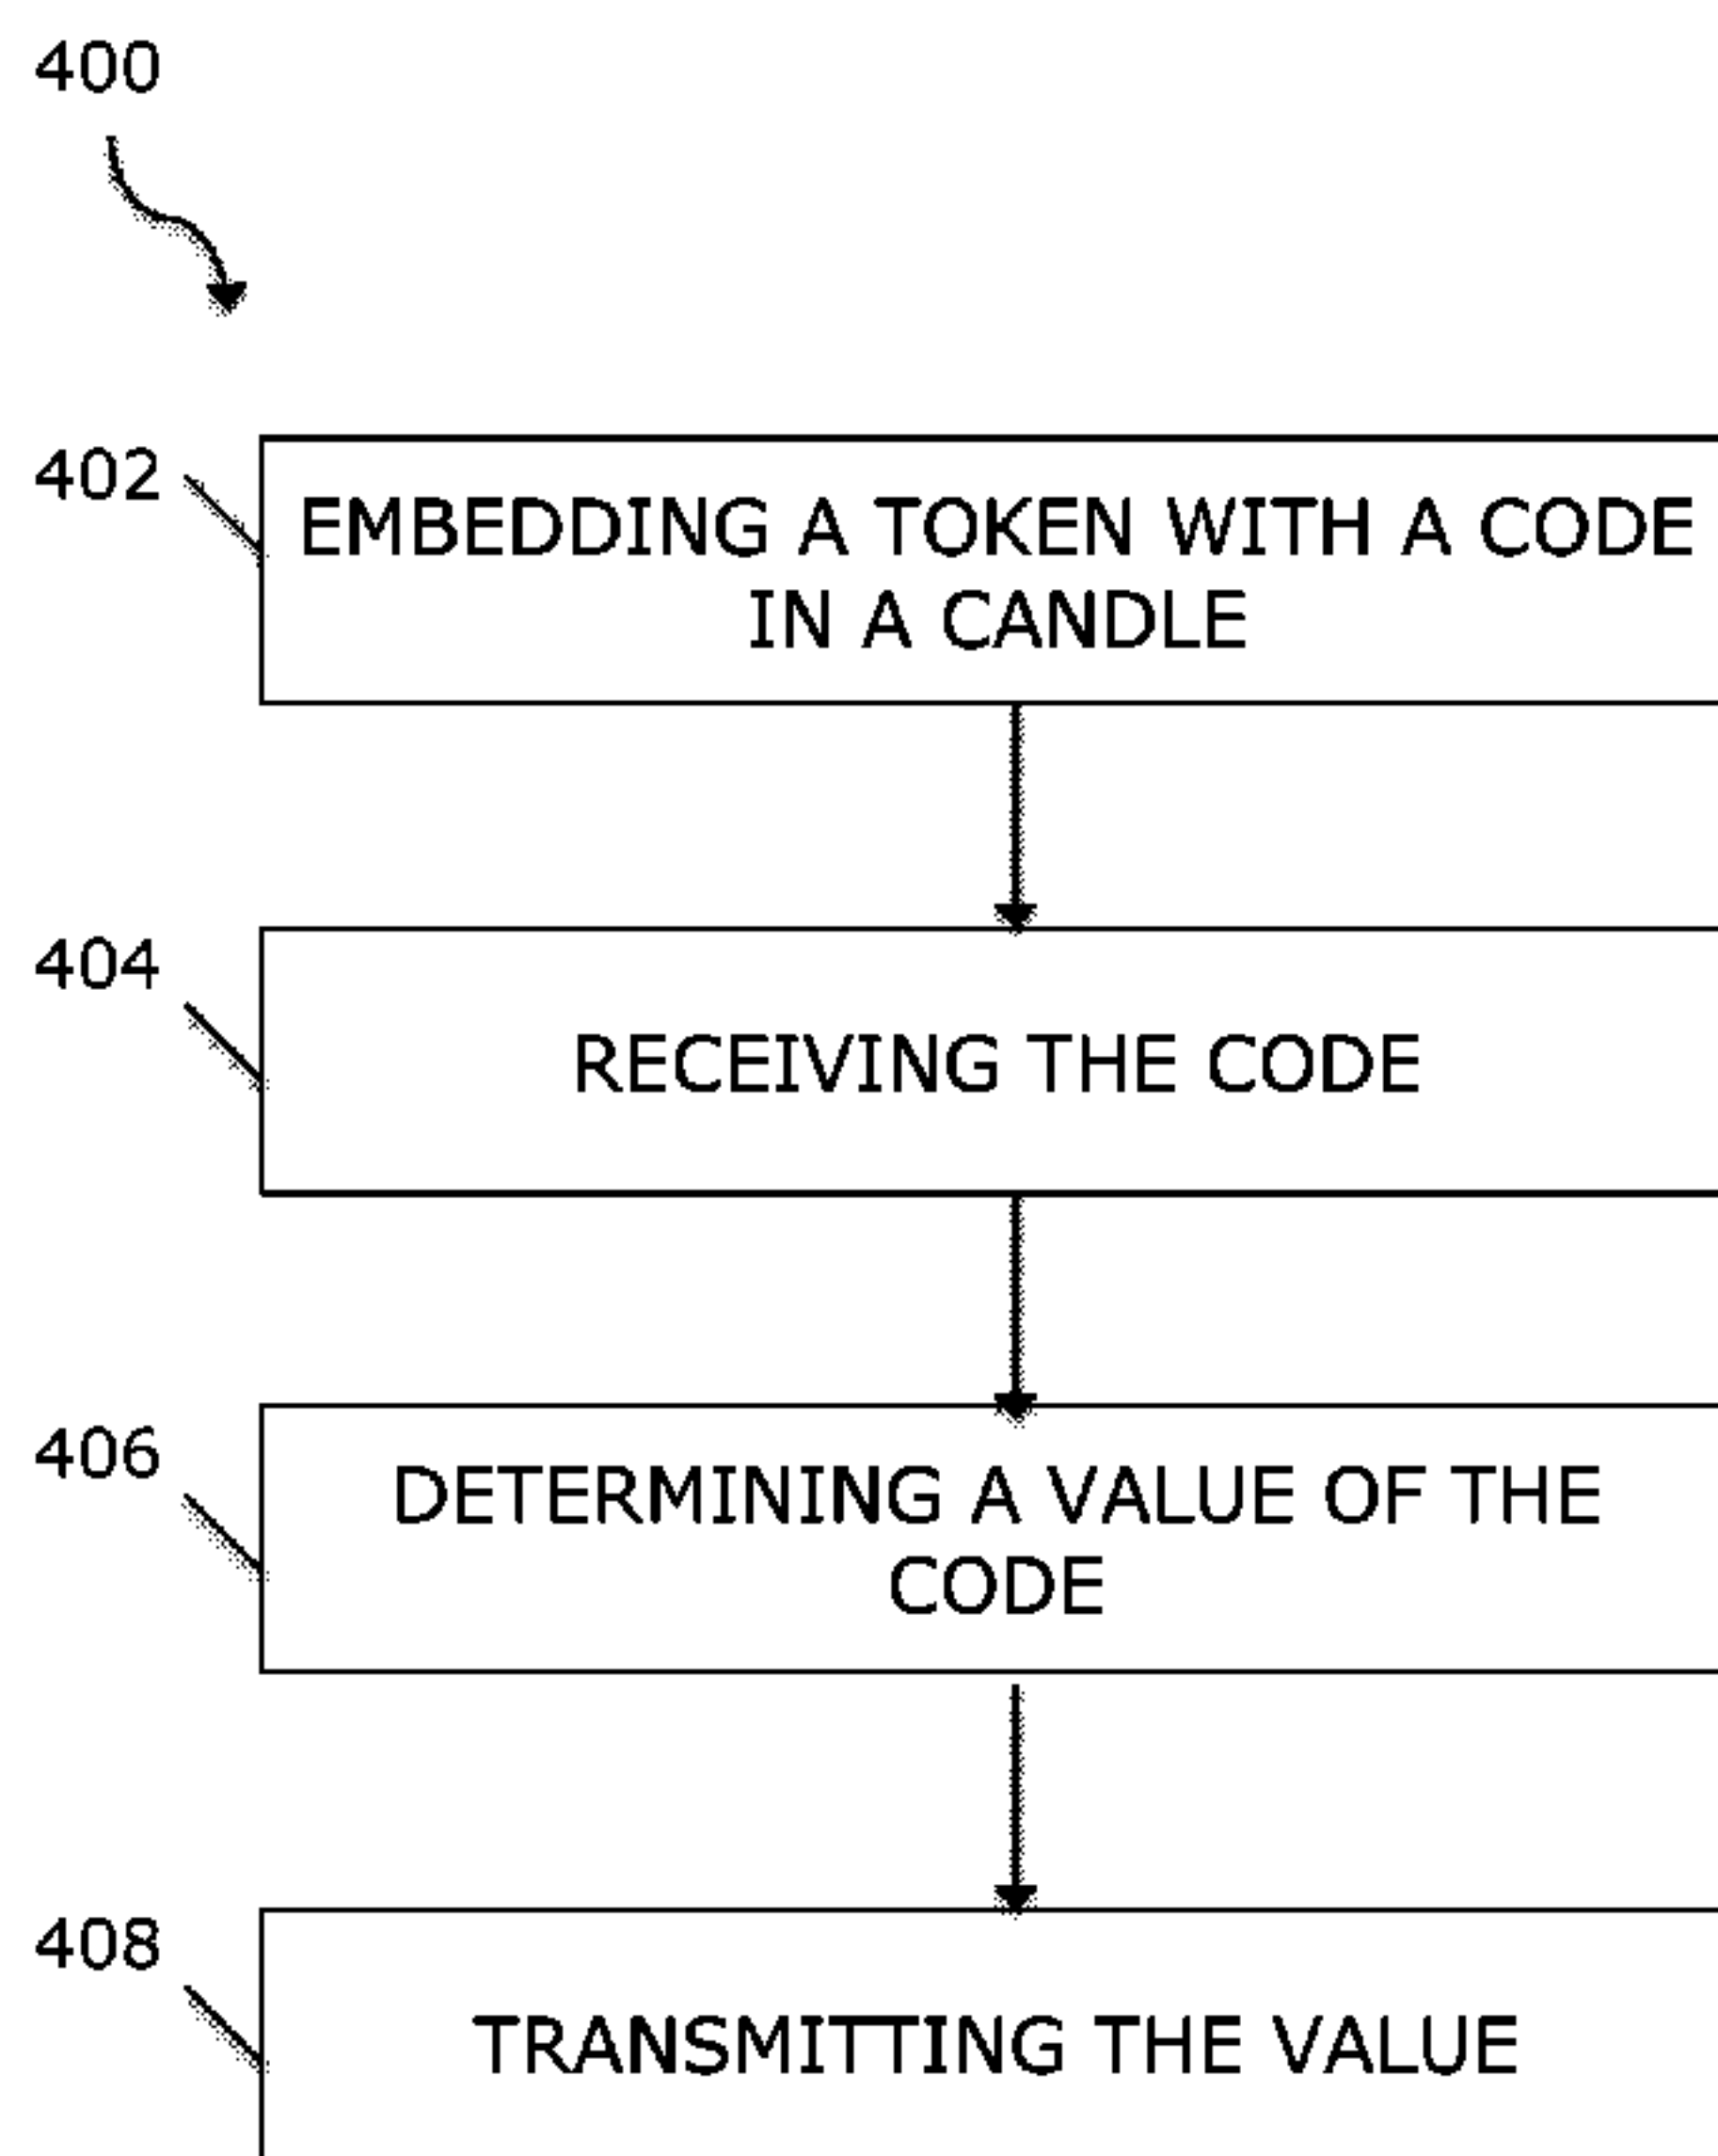 400
402
EMBEDDING A TOKEN WITH A CODE
IN A CANDLE
404
RECEIVING THE CODE
406
DETERMINING A VALUE OF THE
CODE
408
TRANSMITTING THE VALUE